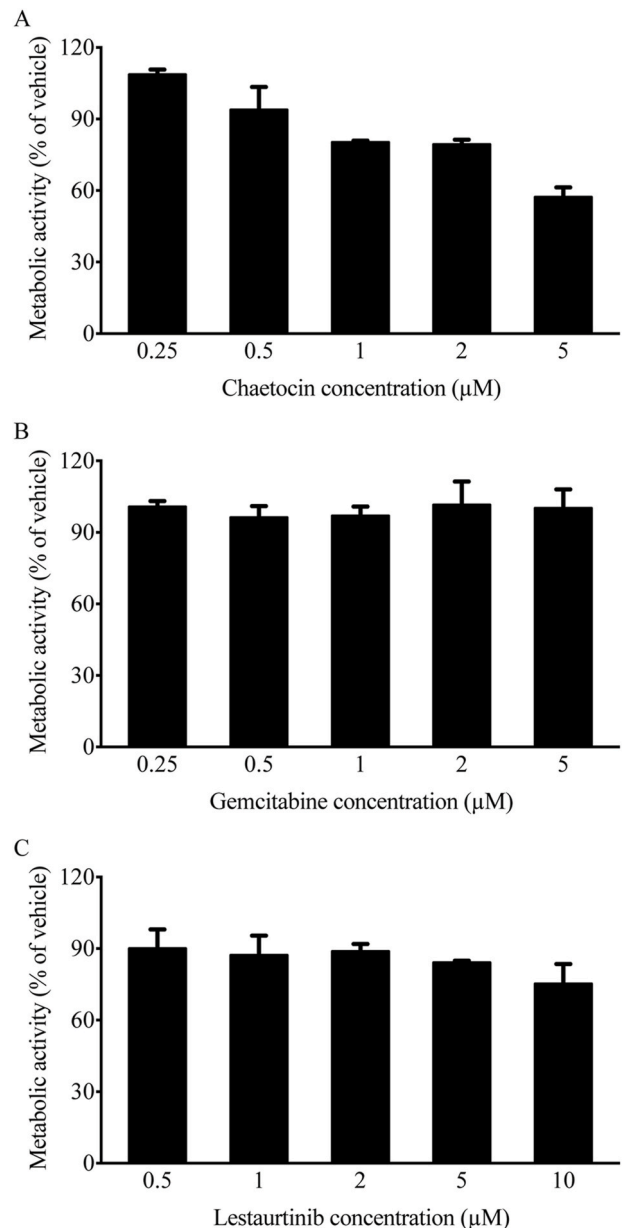 A
Metabolic activity (% of vehicle)
120
90
60
30
0
0.25 0.5 1 2 5
Chaetocin concentration (µM)
B
Metabolic activity (% of vehicle)
120
90
60
30
0
0.25 0.5 1 2 5
Gemcitabine concentration (µM)
C
Metabolic activity (% of vehicle)
120
90
60
30
0
0.5 1 2 5 10
Lestaurtinib concentration (µM)